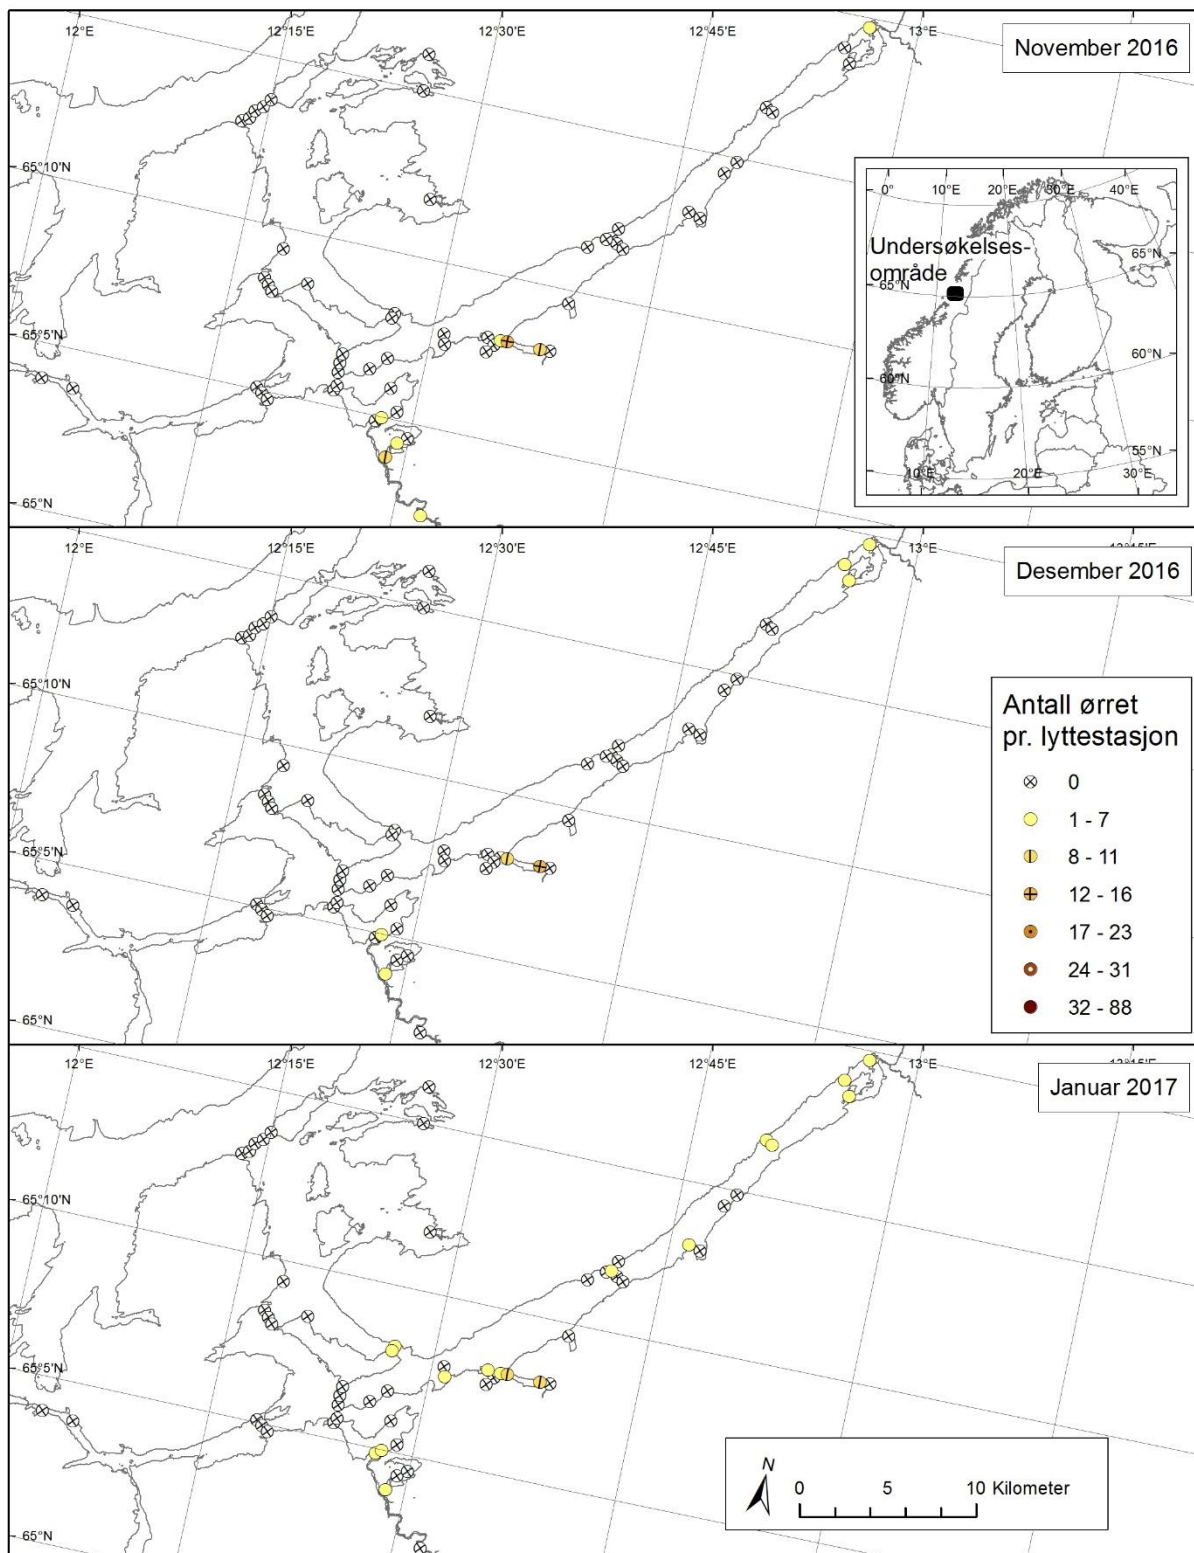 12°E
12°15'E
12°30'E
12°45'E
13°E
November 2016
65°10'N
65°5'N
65°N
0°
10°E
20°E
30°E
40°E
Undersøkelses-
område
65°N
65°N
60°N
60°N
55°N
10°E
20°E
30°E
12°E
12°15'E
12°30'E
12°45'E
13°E
Desember 2016
65°10'N
65°5'N
65°N
Antall ørret
pr. lyttestasjon
0
1 - 7
8 - 11
12 - 16
17 - 23
24 - 31
32 - 88
12°E
12°15'E
12°30'E
12°45'E
13°E
13°15'E
Januar 2017
65°10'N
65°5'N
65°N
N
0
5
10 Kilometer